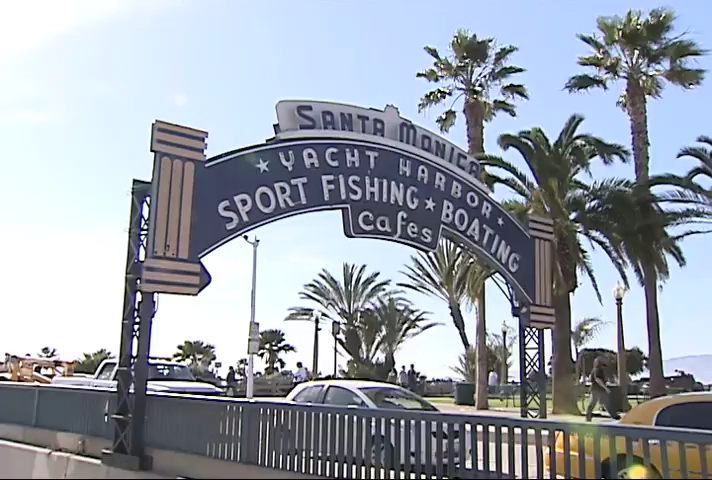 SANTA MONICA
★ YACHT HARBOR ★
SPORT FISHING ★ BOATING
Cafes